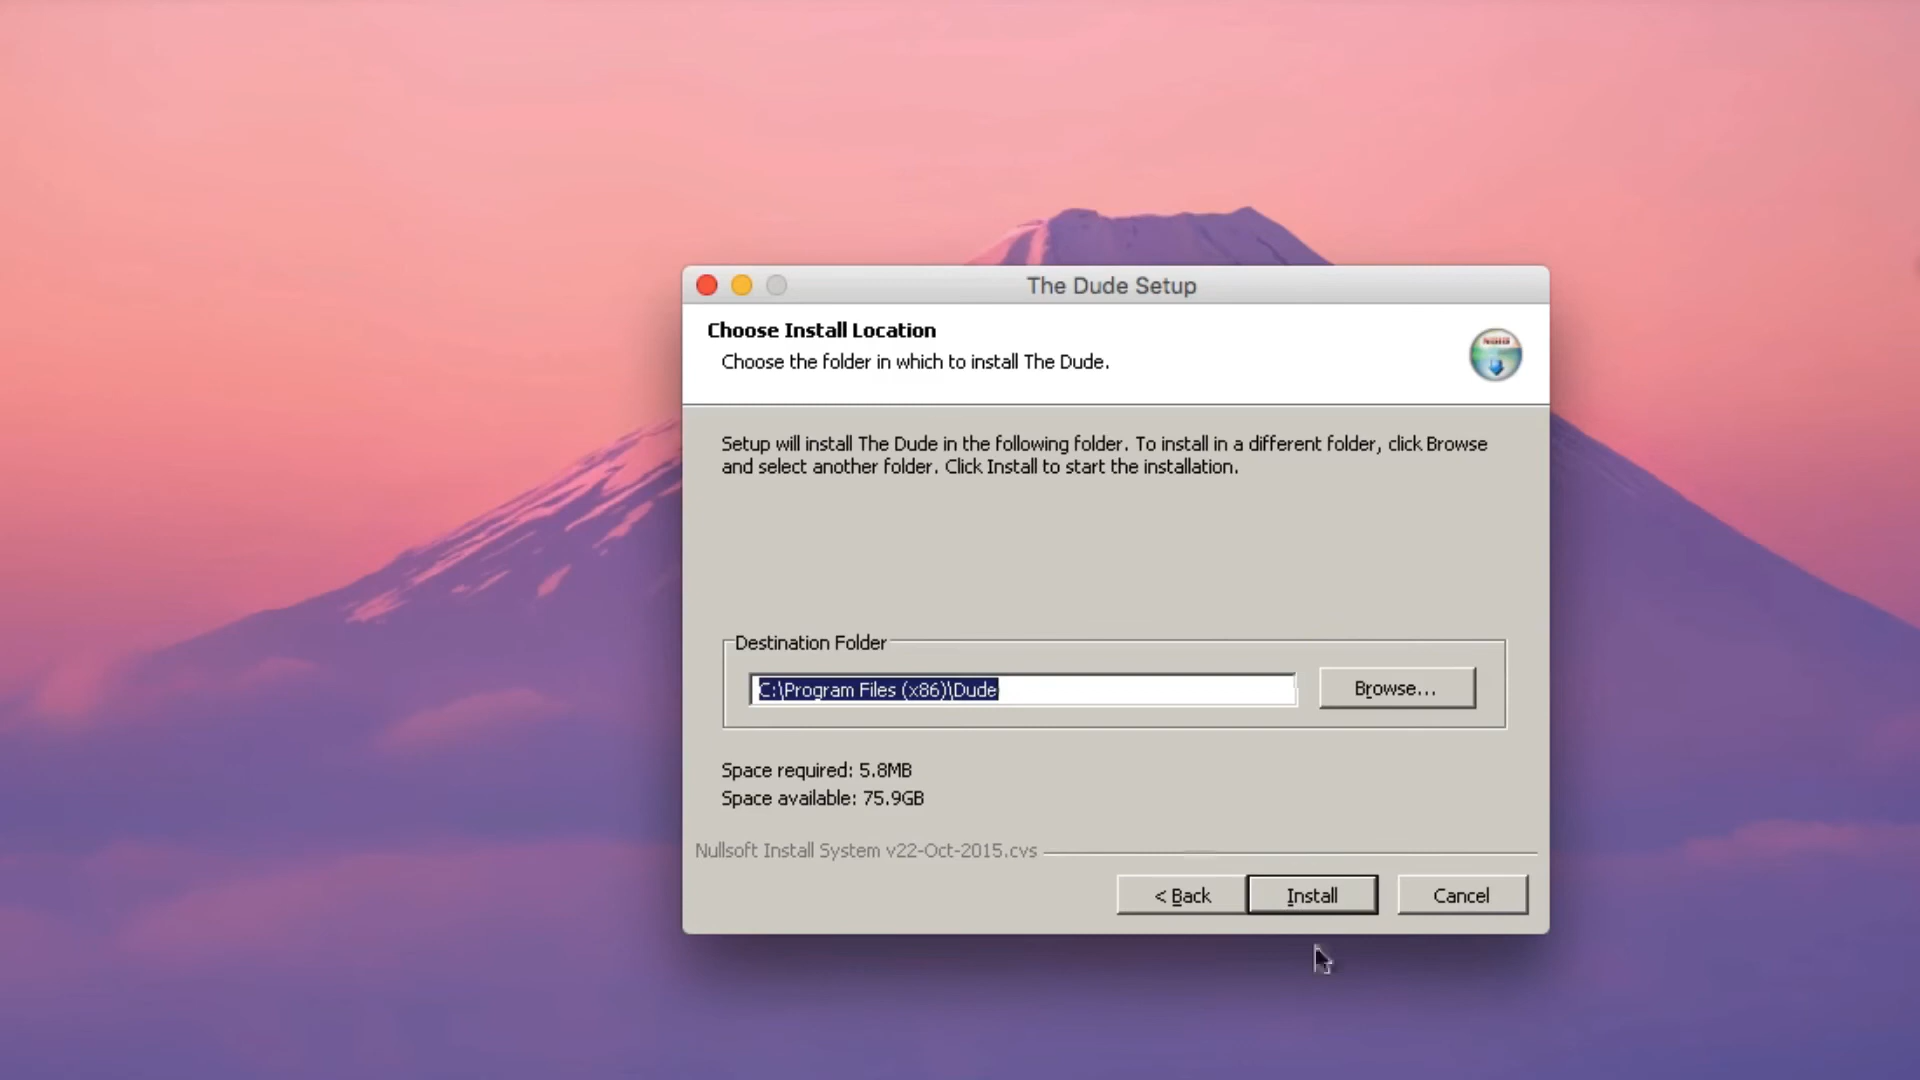 The Dude Setup
Choose Install Location
Choose the folder in which to install The Dude.
Setup will install The Dude in the following folder. To install in a different folder, click Browse
and select another folder. Click Install to start the installation.
Destination Folder
C:\Program Files (x86)\Dude
Browse...
Space required: 5.8MB
Space available: 75.9GB
Nullsoft Install System v22-Oct-2015.cvs
< Back
Install
Cancel